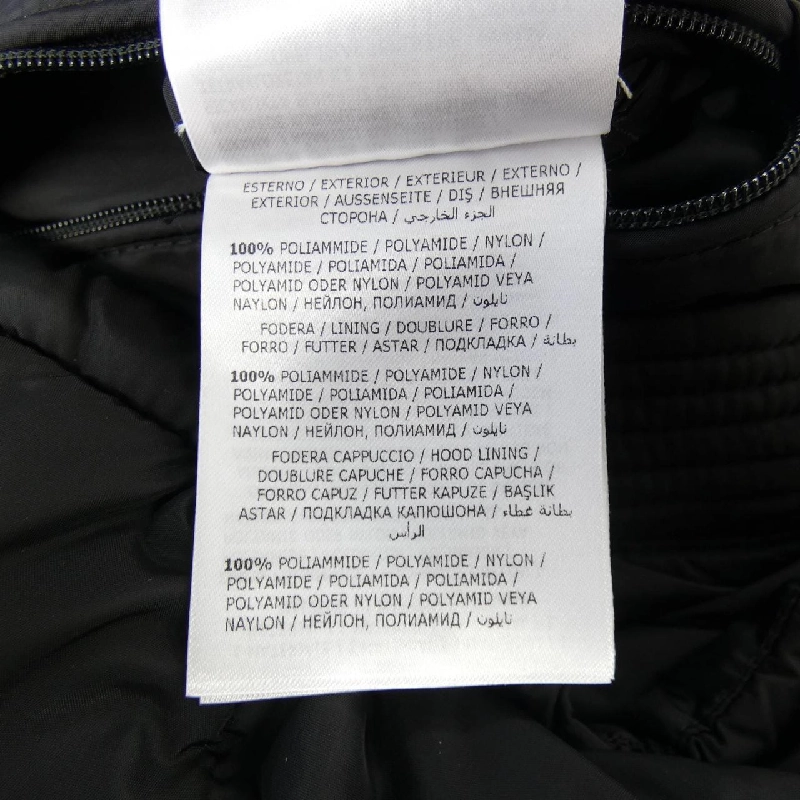 ESTERNO / EXTERIOR / EXTERIEUR / EXTERNO /
EXTERIOR / AUSSENSEITE / DIŞ / ВНЕШНЯЯ
СТОРОНА / الجزء الخارجي
100% POLIAMMIDE / POLYAMIDE / NYLON /
POLYAMIDE / POLIAMIDA / POLIAMIDA /
POLYAMID ODER NYLON / POLYAMID VEYA
NAYLON / НЕЙЛОН, ПОЛИАМИД / نايلون
FODERA / LINING / DOUBLURE / FORRO /
FORRO / FUTTER / ASTAR / ПОДКЛАДКА / بطانة
100% POLIAMMIDE / POLYAMIDE / NYLON /
POLYAMIDE / POLIAMIDA / POLIAMIDA /
POLYAMID ODER NYLON / POLYAMID VEYA
NAYLON / НЕЙЛОН, ПОЛИАМИД / نايلون
FODERA CAPPUCCIO / HOOD LINING /
DOUBLURE CAPUCHE / FORRO CAPUCHA /
FORRO CAPUZ / FUTTER KAPUZE / BAŞLIK
ASTAR / ПОДКЛАДКА КАПЮШОНА / بطانة غطاء
الرأس
100% POLIAMMIDE / POLYAMIDE / NYLON /
POLYAMIDE / POLIAMIDA / POLIAMIDA /
POLYAMID ODER NYLON / POLYAMID VEYA
NAYLON / НЕЙЛОН, ПОЛИАМИД / نايلون